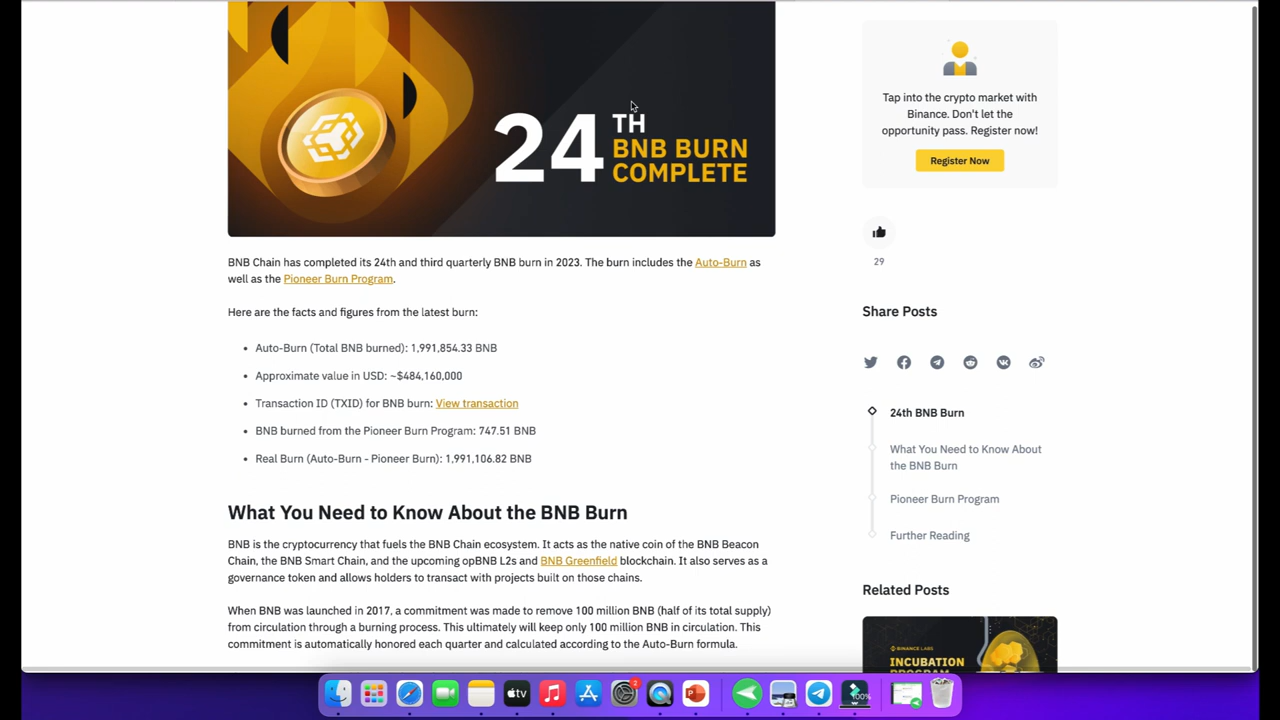 24
TH
BNB BURN
COMPLETE
BNB Chain has completed its 24th and third quarterly BNB burn in 2023. The burn includes the Auto-Burn as
well as the Pioneer Burn Program.
Here are the facts and figures from the latest burn:
• Auto-Burn (Total BNB burned): 1,991,854.33 BNB
• Approximate value in USD: ~$484,160,000
• Transaction ID (TXID) for BNB burn: View transaction
• BNB burned from the Pioneer Burn Program: 747.51 BNB
• Real Burn (Auto-Burn - Pioneer Burn): 1,991,106.82 BNB
What You Need to Know About the BNB Burn
BNB is the cryptocurrency that fuels the BNB Chain ecosystem. It acts as the native coin of the BNB Beacon
Chain, the BNB Smart Chain, and the upcoming opBNB L2s and BNB Greenfield blockchain. It also serves as a
governance token and allows holders to transact with projects built on those chains.
When BNB was launched in 2017, a commitment was made to remove 100 million BNB (half of its total supply)
from circulation through a burning process. This ultimately will keep only 100 million BNB in circulation. This
commitment is automatically honored each quarter and calculated according to the Auto-Burn formula.
Tap into the crypto market with
Binance. Don't let the
opportunity pass. Register now!
Register Now
29
Share Posts
24th BNB Burn
What You Need to Know About
the BNB Burn
Pioneer Burn Program
Further Reading
Related Posts
BINANCE LABS
INCUBATION
PROGRAM
tv
2
100%